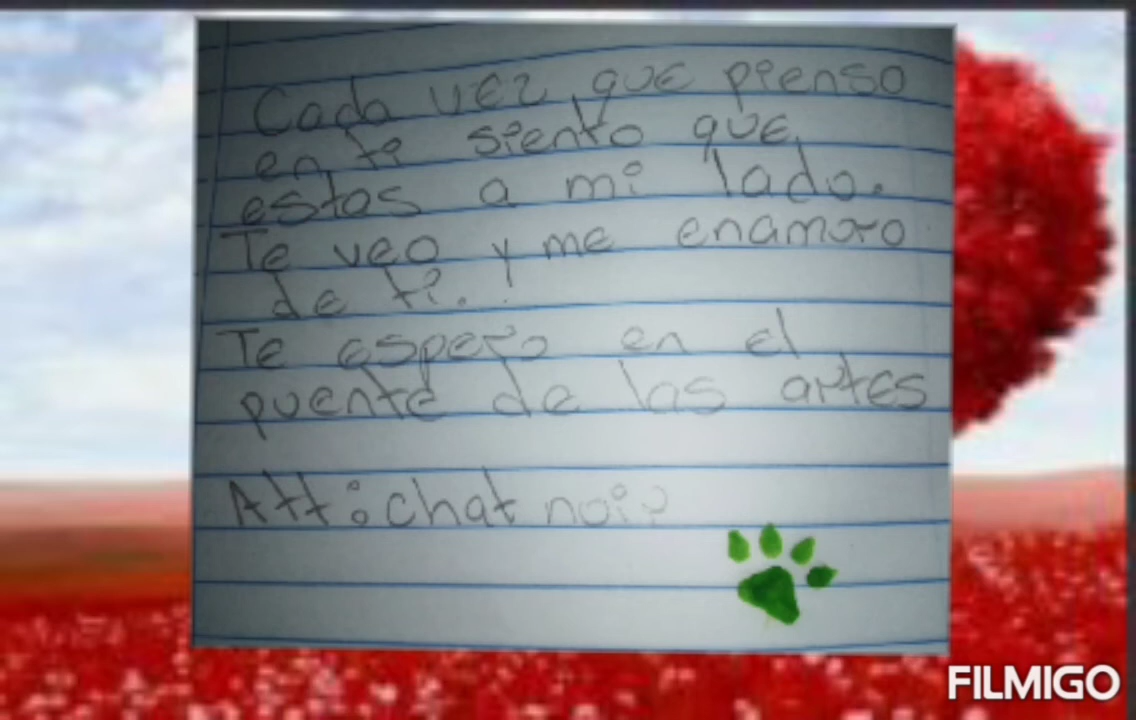 Cada vez que pienso
en ti siento que
estas a mi lado.
Te veo y me enamoro
de ti.!
Te espero en el
puente de las artes
Att:chat noir
FILMIGO